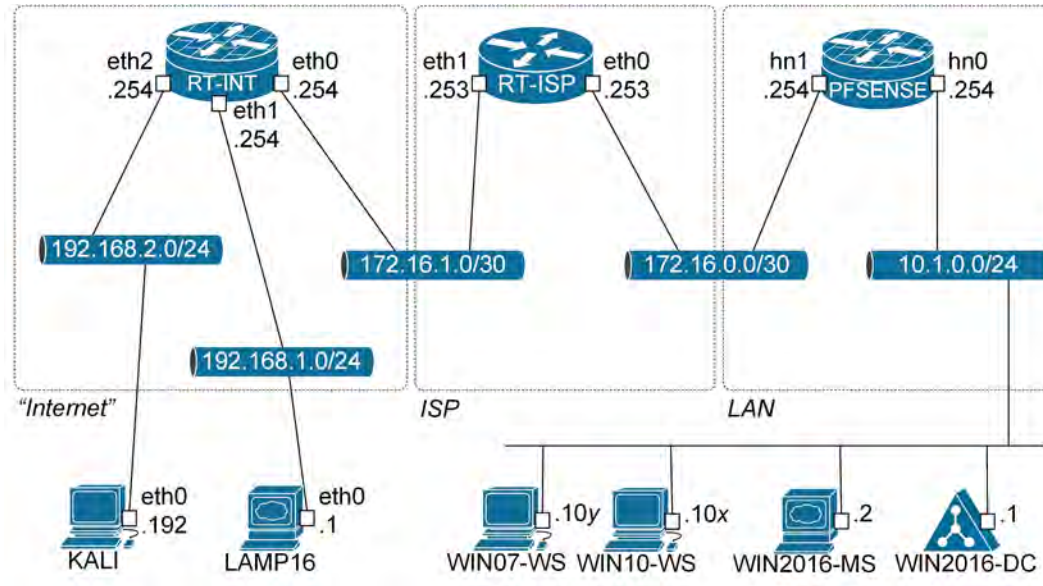 eth2
.254
RT-INT
eth0
.254
eth1
.254
eth1
.253
RT-ISP
eth0
.253
hn1
.254
PFSENSE
hn0
.254
192.168.2.0/24
172.16.1.0/30
172.16.0.0/30
10.1.0.0/24
192.168.1.0/24
“Internet”
ISP
LAN
eth0
.192
KALI
eth0
.1
LAMP16
.10y
WIN07-WS
.10x
WIN10-WS
.2
WIN2016-MS
.1
WIN2016-DC